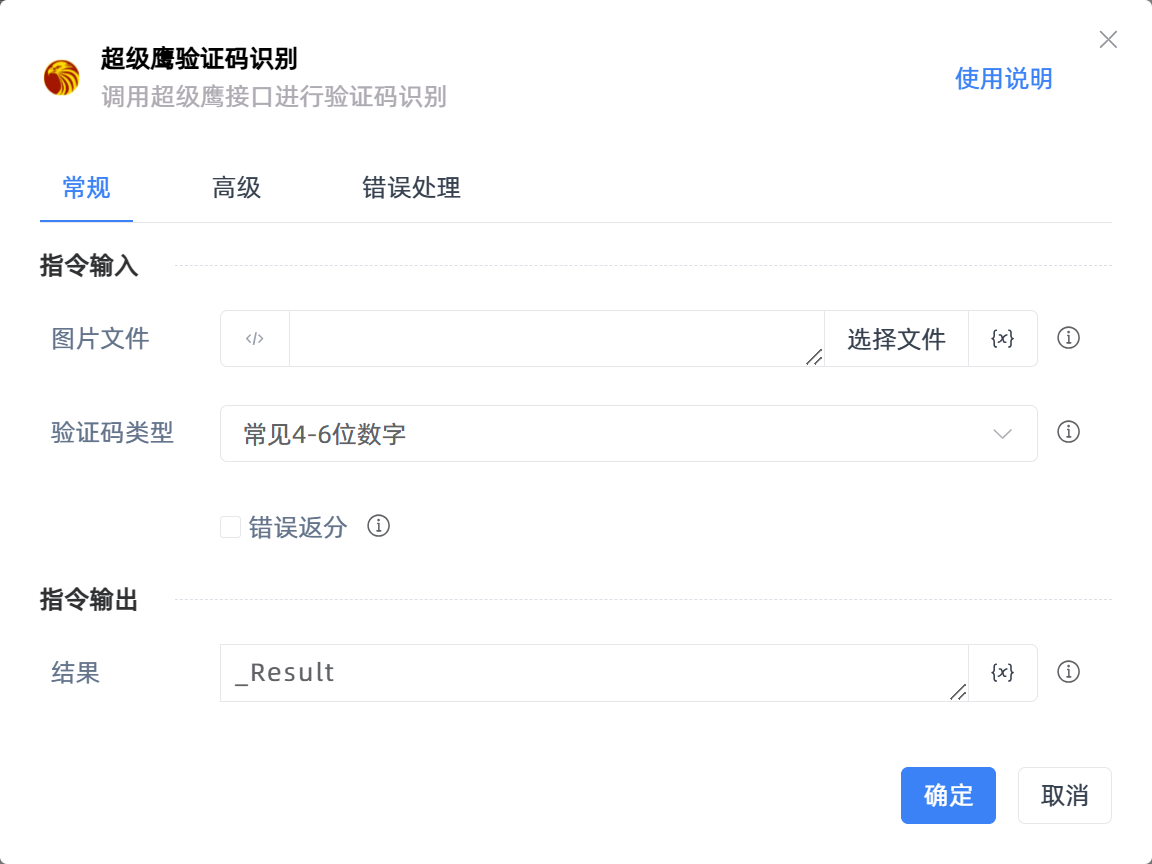 超级鹰验证码识别
调用超级鹰接口进行验证码识别
使用说明
常规 高级 错误处理
指令输入
图片文件 </> 选择文件 {x}
验证码类型 常见4-6位数字
错误返分
指令输出
结果 _Result {x}
确定 取消